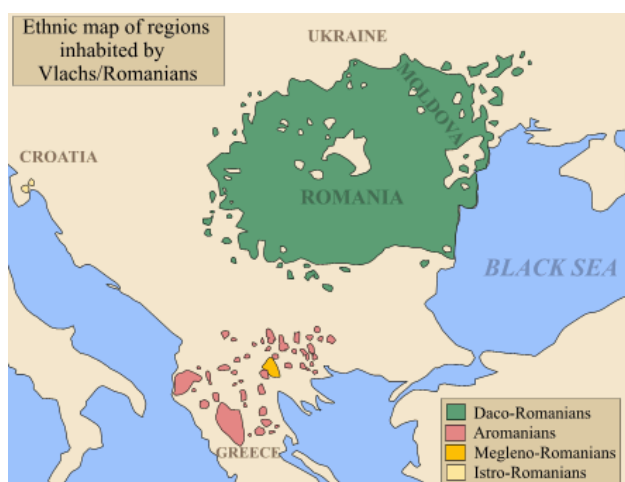 Ethnic map of regions
inhabited by
Vlachs/Romanians
UKRAINE
MOLDOVA
CROATIA
ROMANIA
BLACK SEA
GREECE
Daco-Romanians
Aromanians
Megleno-Romanians
Istro-Romanians